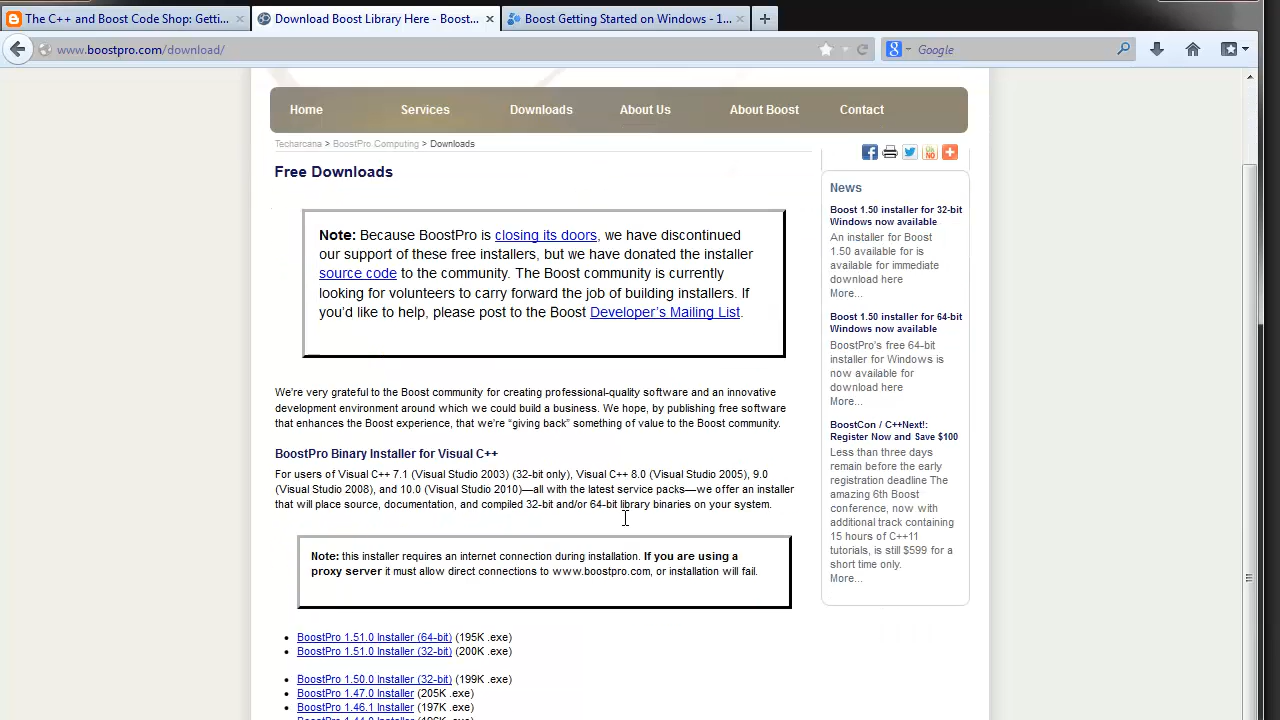 The C++ and Boost Code Shop: Getti...
Download Boost Library Here - Boost...
Boost Getting Started on Windows - 1...
www.boostpro.com/download/
Google
Home Services Downloads About Us About Boost Contact
Techarcana > BoostPro Computing > Downloads
Free Downloads
Note: Because BoostPro is closing its doors, we have discontinued
our support of these free installers, but we have donated the installer
source code to the community. The Boost community is currently
looking for volunteers to carry forward the job of building installers. If
you'd like to help, please post to the Boost Developer's Mailing List.
We're very grateful to the Boost community for creating professional-quality software and an innovative
development environment around which we could build a business. We hope, by publishing free software
that enhances the Boost experience, that we're “giving back” something of value to the Boost community.
BoostPro Binary Installer for Visual C++
For users of Visual C++ 7.1 (Visual Studio 2003) (32-bit only), Visual C++ 8.0 (Visual Studio 2005), 9.0
(Visual Studio 2008), and 10.0 (Visual Studio 2010)—all with the latest service packs—we offer an installer
that will place source, documentation, and compiled 32-bit and/or 64-bit library binaries on your system.
Note: this installer requires an internet connection during installation. If you are using a
proxy server it must allow direct connections to www.boostpro.com, or installation will fail.
BoostPro 1.51.0 Installer (64-bit) (195K .exe)
BoostPro 1.51.0 Installer (32-bit) (200K .exe)
BoostPro 1.50.0 Installer (32-bit) (199K .exe)
BoostPro 1.47.0 Installer (205K .exe)
BoostPro 1.46.1 Installer (197K .exe)
News
Boost 1.50 installer for 32-bit
Windows now available
An installer for Boost
1.50 available for is
available for immediate
download here
More...
Boost 1.50 installer for 64-bit
Windows now available
BoostPro's free 64-bit
installer for Windows is
now available for
download here
More...
BoostCon / C++Next!:
Register Now and Save $100
Less than three days
remain before the early
registration deadline The
amazing 6th Boost
conference, now with
additional track containing
15 hours of C++11
tutorials, is still $599 for a
short time only.
More...